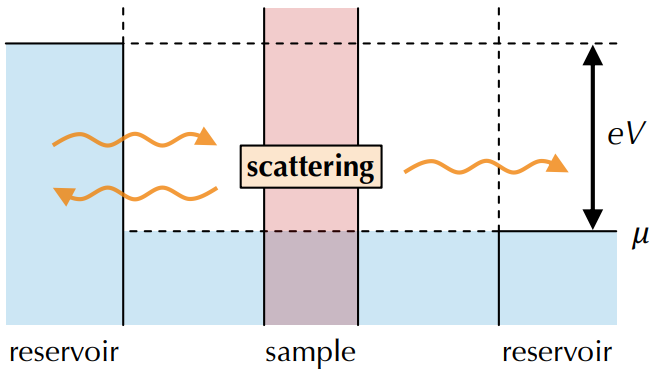 eV
scattering
μ
reservoir
sample
reservoir